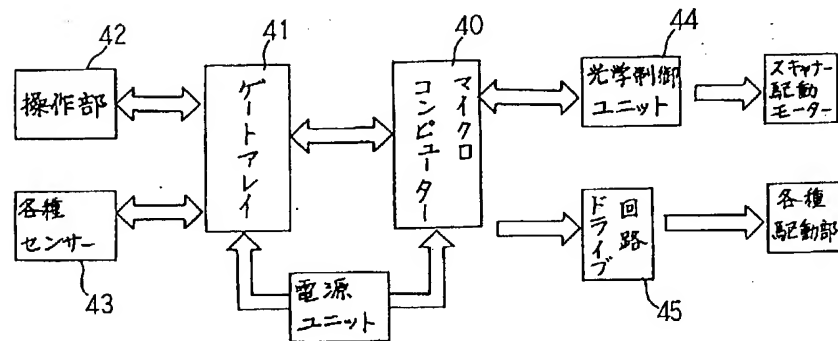 42
操作部
41
ゲートアレイ
40
マイクロ
コンピューター
44
光学制御
ユニット
スキャナー
駆動
モーター
各種
センサー
43
電源
ユニット
回路
ドライブ
45
各種
駆動部